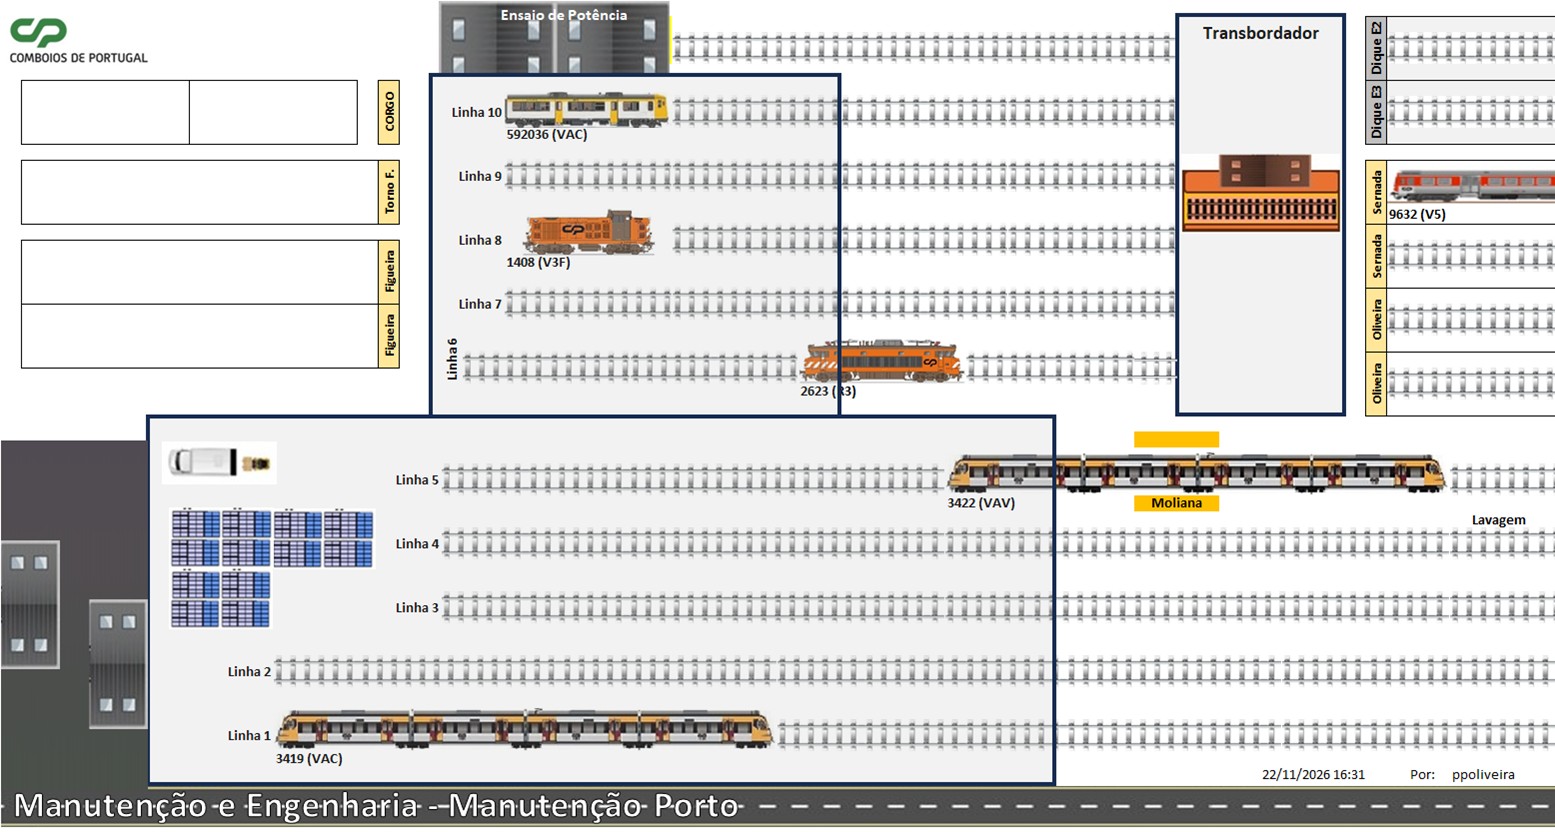 Ensaio de Potência
Transbordador
Dique E2
Dique E3
CP
COMBOIOS DE PORTUGAL
CORGO
Torno F.
Figueira
Figueira
Linha 10
592036 (VAC)
Linha 9
Linha 8
1408 (V3F)
Linha 7
Linha 6
2623 (R3)
Sernada
9632 (V5)
Sernada
Oliveira
Oliveira
Linha 5
3422 (VAV)
Moliana
Lavagem
Linha 4
Linha 3
Linha 2
Linha 1
3419 (VAC)
22/11/2026 16:31 Por: ppoliveira
Manutenção e Engenharia - Manutenção Porto